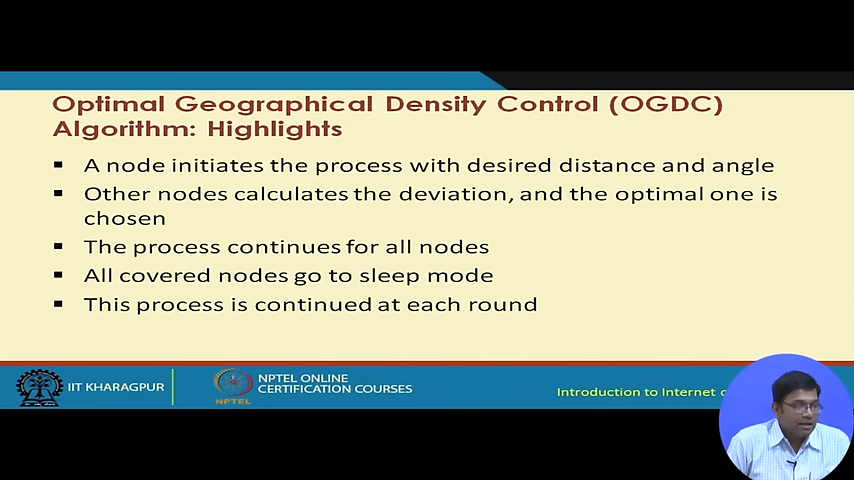 Optimal Geographical Density Control (OGDC)
Algorithm: Highlights
▪ A node initiates the process with desired distance and angle
▪ Other nodes calculates the deviation, and the optimal one is
chosen
▪ The process continues for all nodes
▪ All covered nodes go to sleep mode
▪ This process is continued at each round
IIT KHARAGPUR
NPTEL ONLINE
CERTIFICATION COURSES
NPTEL
Introduction to Internet